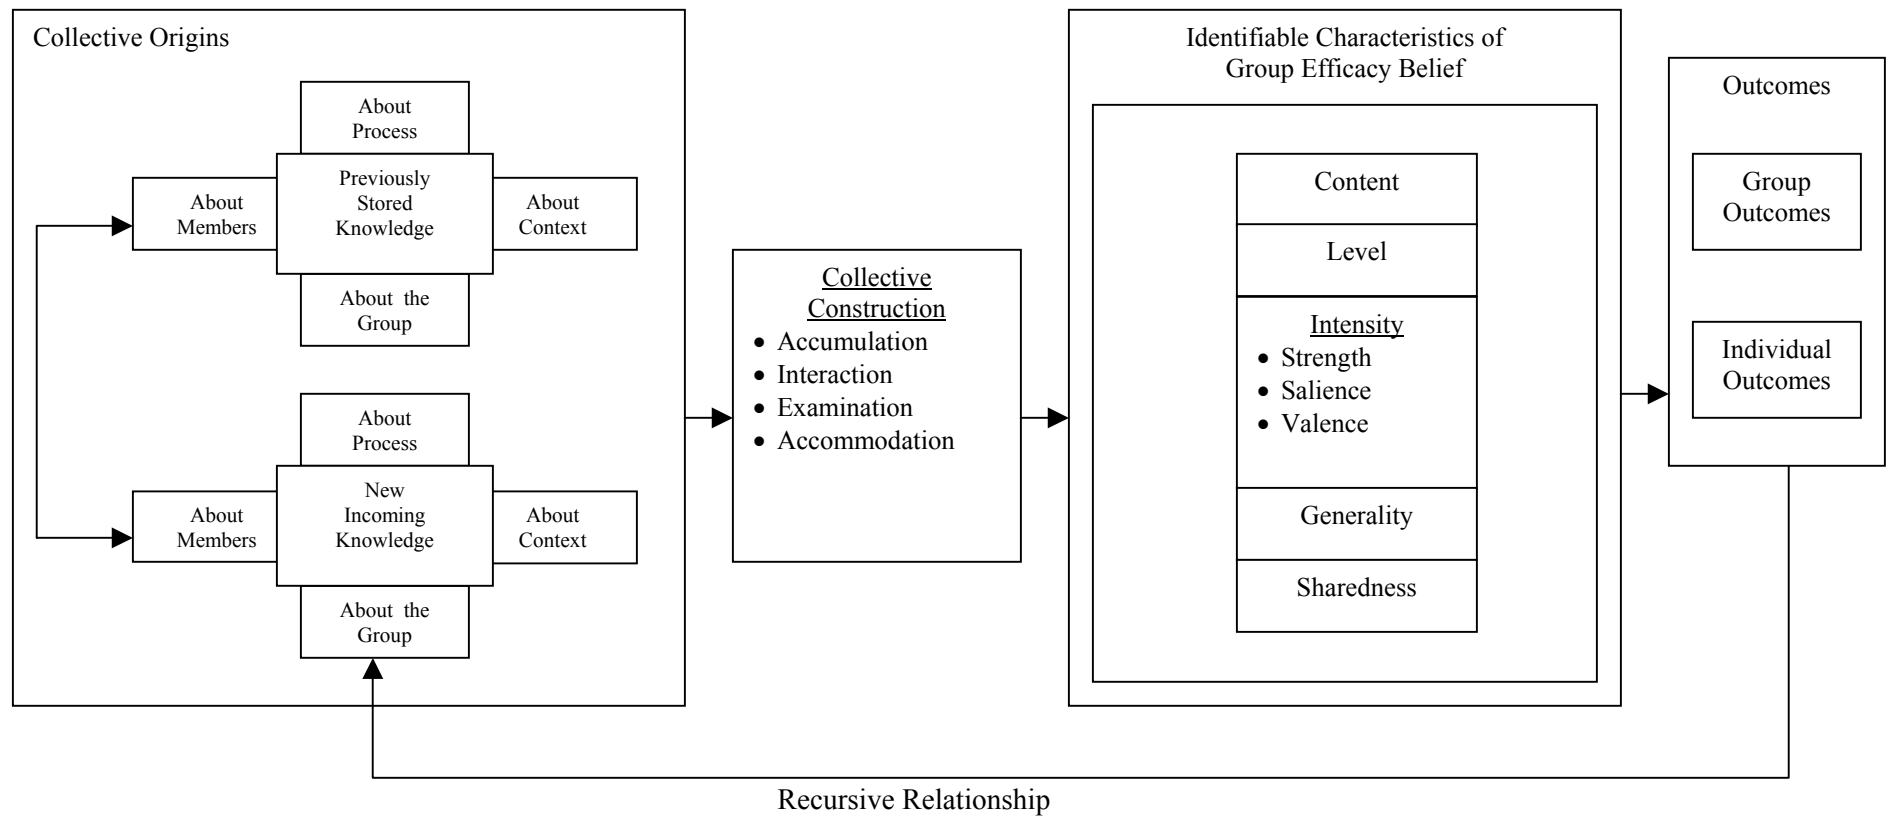 Collective Origins
About
Process
Previously
Stored
Knowledge
About
Members
About
Context
About the
Group
About
Process
New
Incoming
Knowledge
About
Members
About
Context
About the
Group
Collective
Construction
• Accumulation
• Interaction
• Examination
• Accommodation
Identifiable Characteristics of
Group Efficacy Belief
Content
Level
Intensity
• Strength
• Salience
• Valence
Generality
Sharedness
Outcomes
Group
Outcomes
Individual
Outcomes
Recursive Relationship